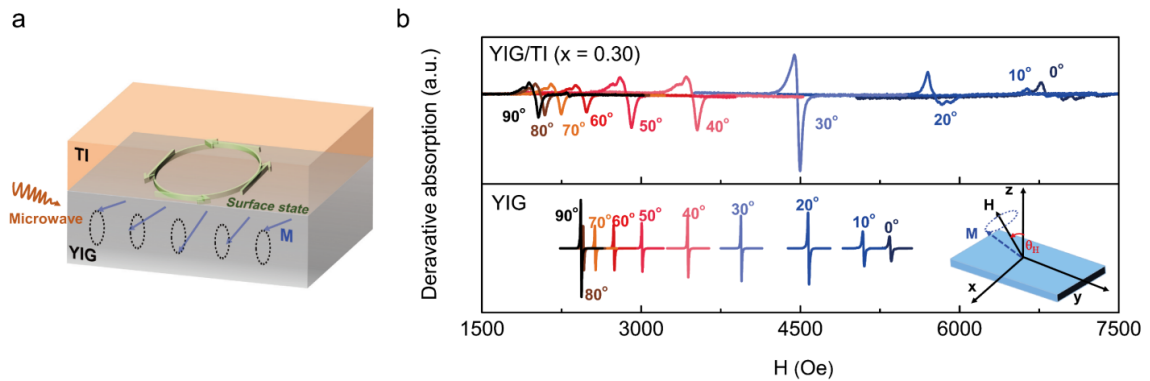 a
TI
Microwave
YIG
Surface state
M
b
Deravative absorption (a.u.)
YIG/TI (x = 0.30)
90°
80°
70°
60°
50°
40°
30°
20°
10°
0°
YIG
90°
80°
70°
60°
50°
40°
30°
20°
10°
0°
z
H
M
θH
x
y
1500
3000
4500
6000
7500
H (Oe)